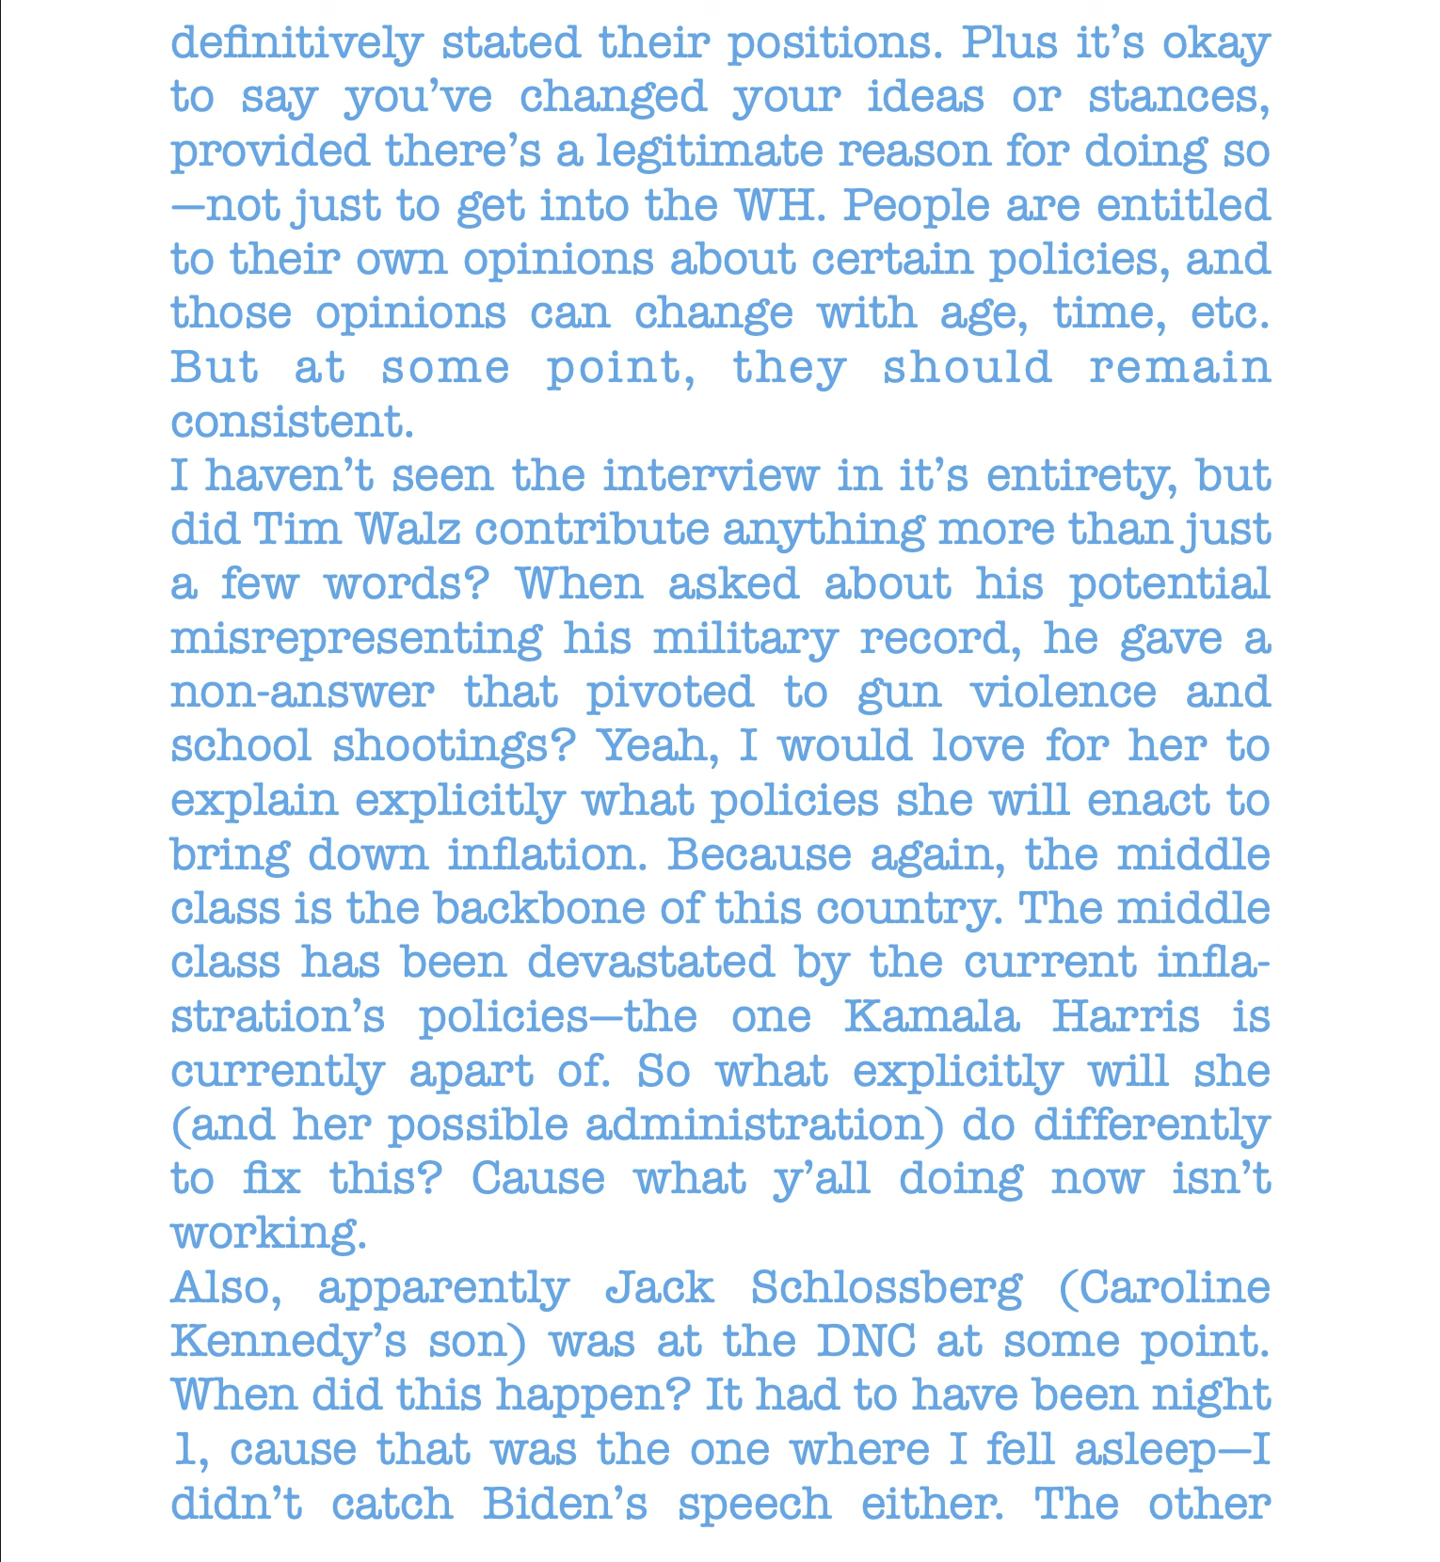 definitively stated their positions. Plus it’s okay
to say you’ve changed your ideas or stances,
provided there’s a legitimate reason for doing so
—not just to get into the WH. People are entitled
to their own opinions about certain policies, and
those opinions can change with age, time, etc.
But at some point, they should remain
consistent.
I haven’t seen the interview in it’s entirety, but
did Tim Walz contribute anything more than just
a few words? When asked about his potential
misrepresenting his military record, he gave a
non-answer that pivoted to gun violence and
school shootings? Yeah, I would love for her to
explain explicitly what policies she will enact to
bring down inflation. Because again, the middle
class is the backbone of this country. The middle
class has been devastated by the current infla-
stration’s policies—the one Kamala Harris is
currently apart of. So what explicitly will she
(and her possible administration) do differently
to fix this? Cause what y’all doing now isn’t
working.
Also, apparently Jack Schlossberg (Caroline
Kennedy’s son) was at the DNC at some point.
When did this happen? It had to have been night
1, cause that was the one where I fell asleep—I
didn’t catch Biden’s speech either. The other